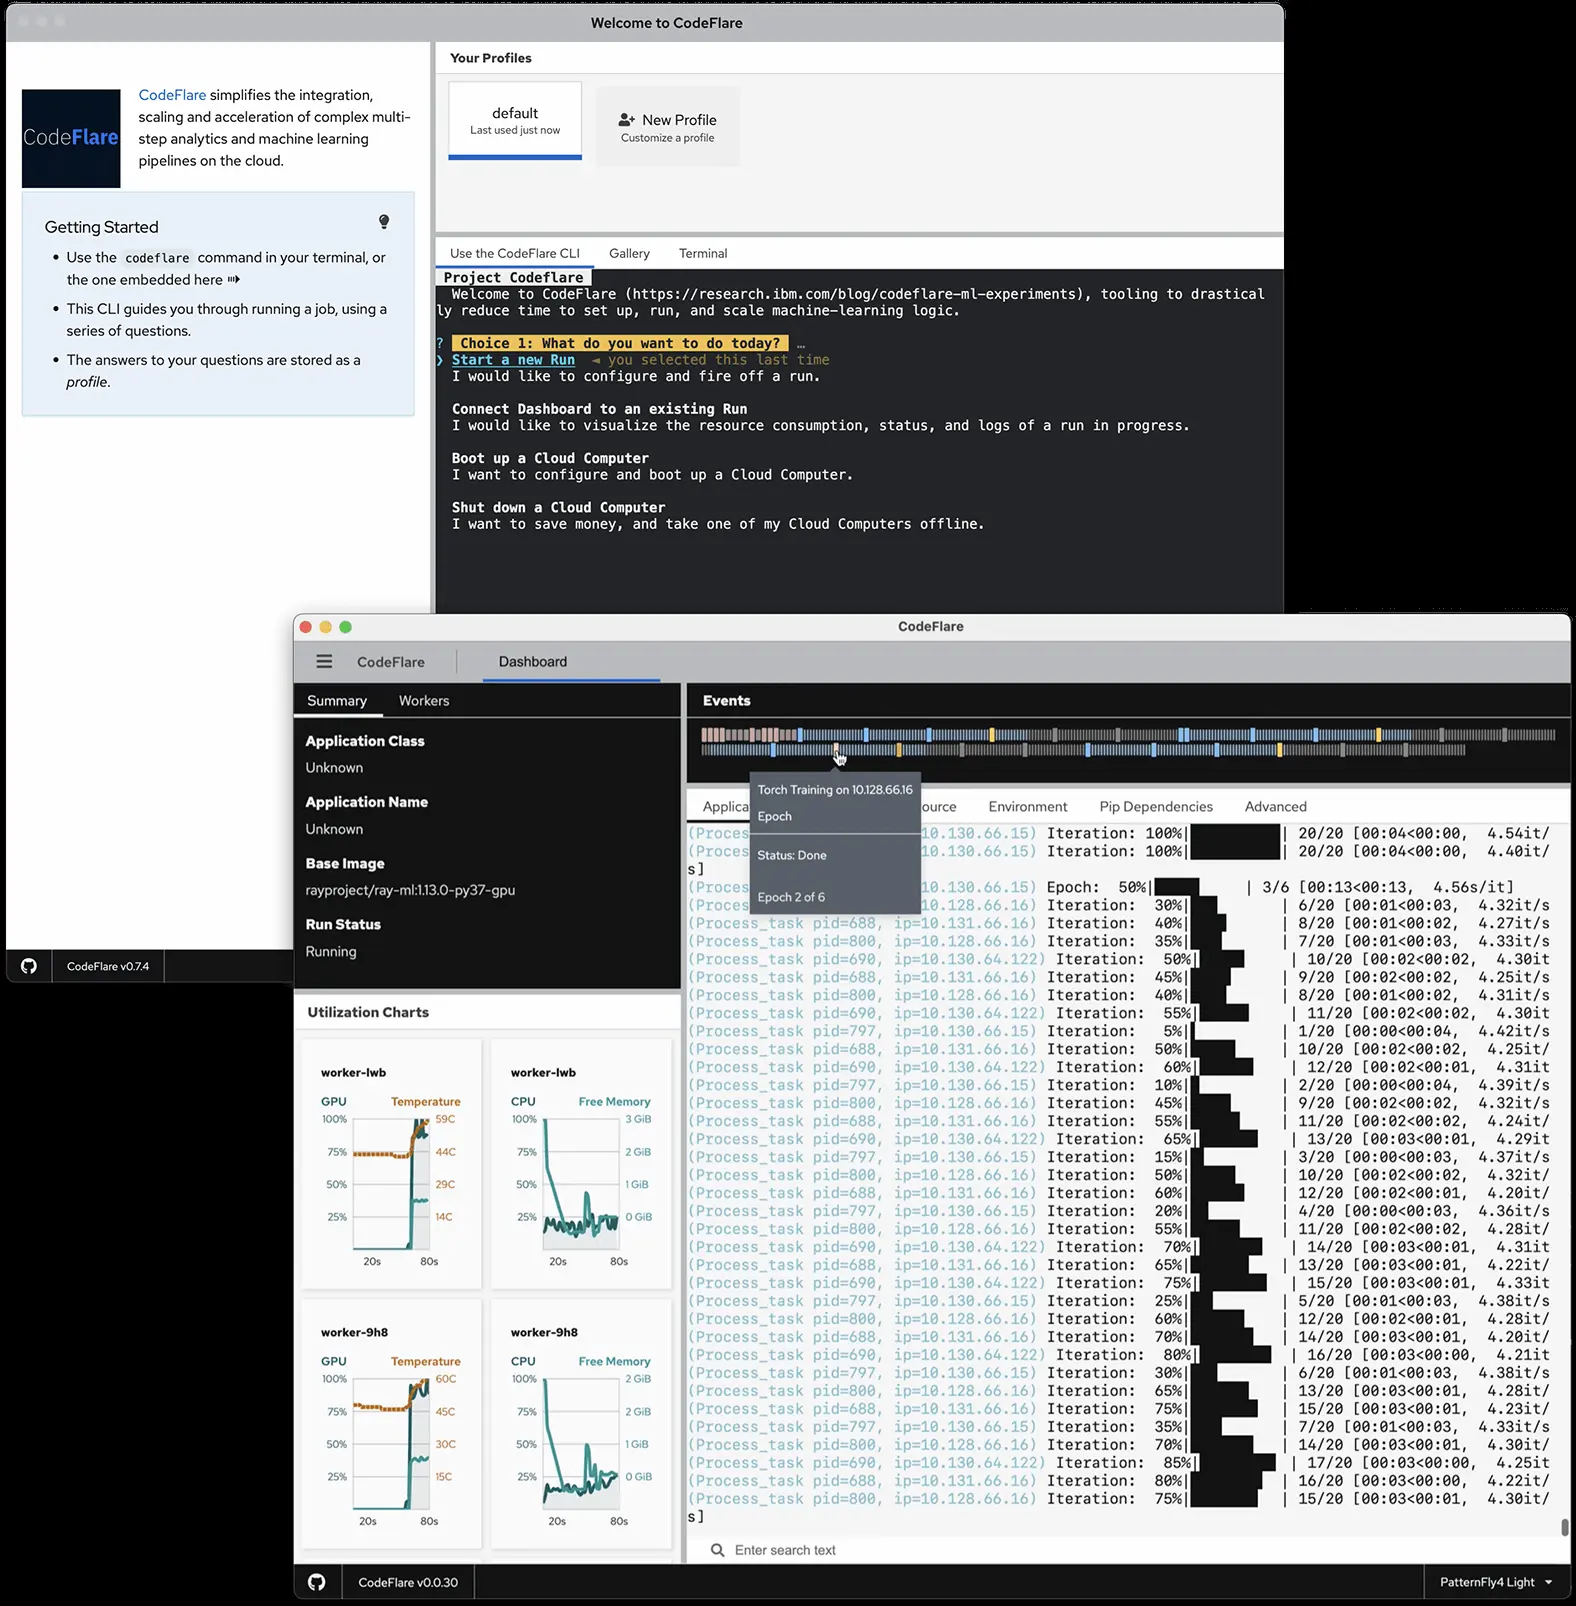 Welcome to CodeFlare
CodeFlare
CodeFlare simplifies the integration,
scaling and acceleration of complex multi-
step analytics and machine learning
pipelines on the cloud.
Getting Started
Use the codeflare command in your terminal, or
the one embedded here
This CLI guides you through running a job, using a
series of questions.
The answers to your questions are stored as a
profile.
CodeFlare v0.7.4
Your Profiles
default
Last used just now
New Profile
Customize a profile
Use the CodeFlare CLI Gallery Terminal
Project Codeflare
Welcome to CodeFlare (https://research.ibm.com/blog/codeflare-ml-experiments), tooling to drastical
ly reduce time to set up, run, and scale machine-learning logic.
? Choice 1: What do you want to do today? …
❯ Start a new Run ◄ you selected this last time
I would like to configure and fire off a run.
Connect Dashboard to an existing Run
I would like to visualize the resource consumption, status, and logs of a run in progress.
Boot up a Cloud Computer
I want to configure and boot up a Cloud Computer.
Shut down a Cloud Computer
I want to save money, and take one of my Cloud Computers offline.
CodeFlare
CodeFlare Dashboard
Summary Workers
Application Class
Unknown
Application Name
Unknown
Base Image
rayproject/ray-ml:1.13.0-py37-gpu
Run Status
Running
Utilization Charts
worker-lwb
GPU Temperature
100% 59C
75% 44C
50% 29C
25% 14C
20s 80s
worker-lwb
CPU Free Memory
100% 3 GiB
75% 2 GiB
50% 1 GiB
25% 0 GiB
20s 80s
worker-9h8
GPU Temperature
100% 60C
75% 45C
50% 30C
25% 15C
20s 80s
worker-9h8
CPU Free Memory
100% 2 GiB
75% 2 GiB
50% 1 GiB
25% 0 GiB
20s 80s
Events
Torch Training on 10.128.66.16
Epoch
Status: Done
Epoch 2 of 6
Applica ource Environment Pip Dependencies Advanced
(Proces 10.130.66.15) Iteration: 100%| | 20/20 [00:04<00:00, 4.54it/
(Proces 10.130.66.15) Iteration: 100%| | 20/20 [00:04<00:00, 4.40it/
s]
(Proces 10.130.66.15) Epoch: 50%| | 3/6 [00:13<00:13, 4.56s/it]
(Proces 10.128.66.16) Iteration: 30%| | 6/20 [00:01<00:03, 4.32it/s
(Process_task pid=688, ip=10.131.66.16) Iteration: 40%| | 8/20 [00:01<00:02, 4.27it/s
(Process_task pid=800, ip=10.128.66.16) Iteration: 35%| | 7/20 [00:01<00:02, 4.33it/s
(Process_task pid=690, ip=10.130.64.122) Iteration: 50%| | 10/20 [00:02<00:02, 4.30it
(Process_task pid=688, ip=10.131.66.16) Iteration: 45%| | 9/20 [00:02<00:02, 4.25it/s
(Process_task pid=800, ip=10.128.66.16) Iteration: 40%| | 8/20 [00:01<00:02, 4.31it/s
(Process_task pid=690, ip=10.130.64.122) Iteration: 55%| | 11/20 [00:02<00:02, 4.30it
(Process_task pid=797, ip=10.130.66.15) Iteration: 5%| | 1/20 [00:00<00:04, 4.42it/s
(Process_task pid=688, ip=10.131.66.16) Iteration: 50%| | 10/20 [00:02<00:02, 4.25it/
(Process_task pid=690, ip=10.130.64.122) Iteration: 60%| | 12/20 [00:02<00:01, 4.31it
(Process_task pid=797, ip=10.130.66.15) Iteration: 10%| | 2/20 [00:00<00:04, 4.39it/s
(Process_task pid=800, ip=10.128.66.16) Iteration: 45%| | 9/20 [00:02<00:02, 4.32it/s
(Process_task pid=688, ip=10.131.66.16) Iteration: 55%| | 11/20 [00:02<00:02, 4.24it/
(Process_task pid=690, ip=10.130.64.122) Iteration: 65%| | 13/20 [00:03<00:01, 4.29it
(Process_task pid=797, ip=10.130.66.15) Iteration: 15%| | 3/20 [00:00<00:03, 4.37it/s
(Process_task pid=800, ip=10.128.66.16) Iteration: 50%| | 10/20 [00:02<00:02, 4.32it/
(Process_task pid=688, ip=10.131.66.16) Iteration: 60%| | 12/20 [00:02<00:01, 4.20it/
(Process_task pid=797, ip=10.130.66.15) Iteration: 20%| | 4/20 [00:00<00:03, 4.36it/s
(Process_task pid=800, ip=10.128.66.16) Iteration: 55%| | 11/20 [00:02<00:02, 4.28it/
(Process_task pid=690, ip=10.130.64.122) Iteration: 70%| | 14/20 [00:03<00:01, 4.31it
(Process_task pid=688, ip=10.131.66.16) Iteration: 65%| | 13/20 [00:03<00:01, 4.22it/
(Process_task pid=690, ip=10.130.64.122) Iteration: 75%| | 15/20 [00:03<00:01, 4.33it
(Process_task pid=797, ip=10.130.66.15) Iteration: 25%| | 5/20 [00:01<00:03, 4.38it/s
(Process_task pid=800, ip=10.128.66.16) Iteration: 60%| | 12/20 [00:02<00:01, 4.28it/
(Process_task pid=688, ip=10.131.66.16) Iteration: 70%| | 14/20 [00:03<00:01, 4.20it/
(Process_task pid=690, ip=10.130.64.122) Iteration: 80%| | 16/20 [00:03<00:00, 4.21it
(Process_task pid=797, ip=10.130.66.15) Iteration: 30%| | 6/20 [00:01<00:03, 4.38it/s
(Process_task pid=800, ip=10.128.66.16) Iteration: 65%| | 13/20 [00:03<00:01, 4.28it/
(Process_task pid=688, ip=10.131.66.16) Iteration: 75%| | 15/20 [00:03<00:01, 4.23it/
(Process_task pid=797, ip=10.130.66.15) Iteration: 35%| | 7/20 [00:01<00:03, 4.33it/s
(Process_task pid=800, ip=10.128.66.16) Iteration: 70%| | 14/20 [00:03<00:01, 4.30it/
(Process_task pid=690, ip=10.130.64.122) Iteration: 85%| | 17/20 [00:03<00:00, 4.25it
(Process_task pid=688, ip=10.131.66.16) Iteration: 80%| | 16/20 [00:03<00:00, 4.22it/
(Process_task pid=800, ip=10.128.66.16) Iteration: 75%| | 15/20 [00:03<00:01, 4.30it/
s]
Enter search text
CodeFlare v0.0.30
PatternFly4 Light